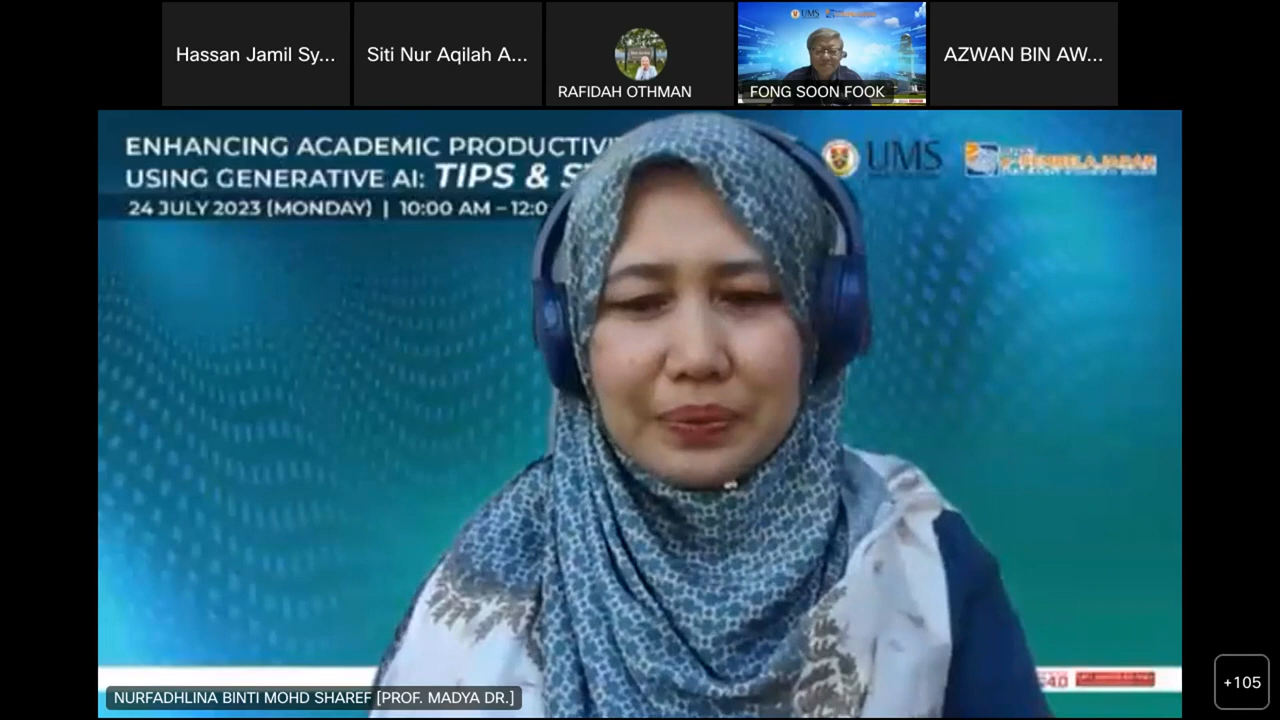 Hassan Jamil Sy...
Siti Nur Aqilah A...
RAFIDAH OTHMAN
UMS
FONG SOON FOOK
AZWAN BIN AW...
ENHANCING ACADEMIC PRODUCTIVI
USING GENERATIVE AI: TIPS & S
24 JULY 2023 (MONDAY) | 10:00 AM – 12:0
UMS
NURFADHLINA BINTI MOHD SHAREF [PROF. MADYA DR.]
+105